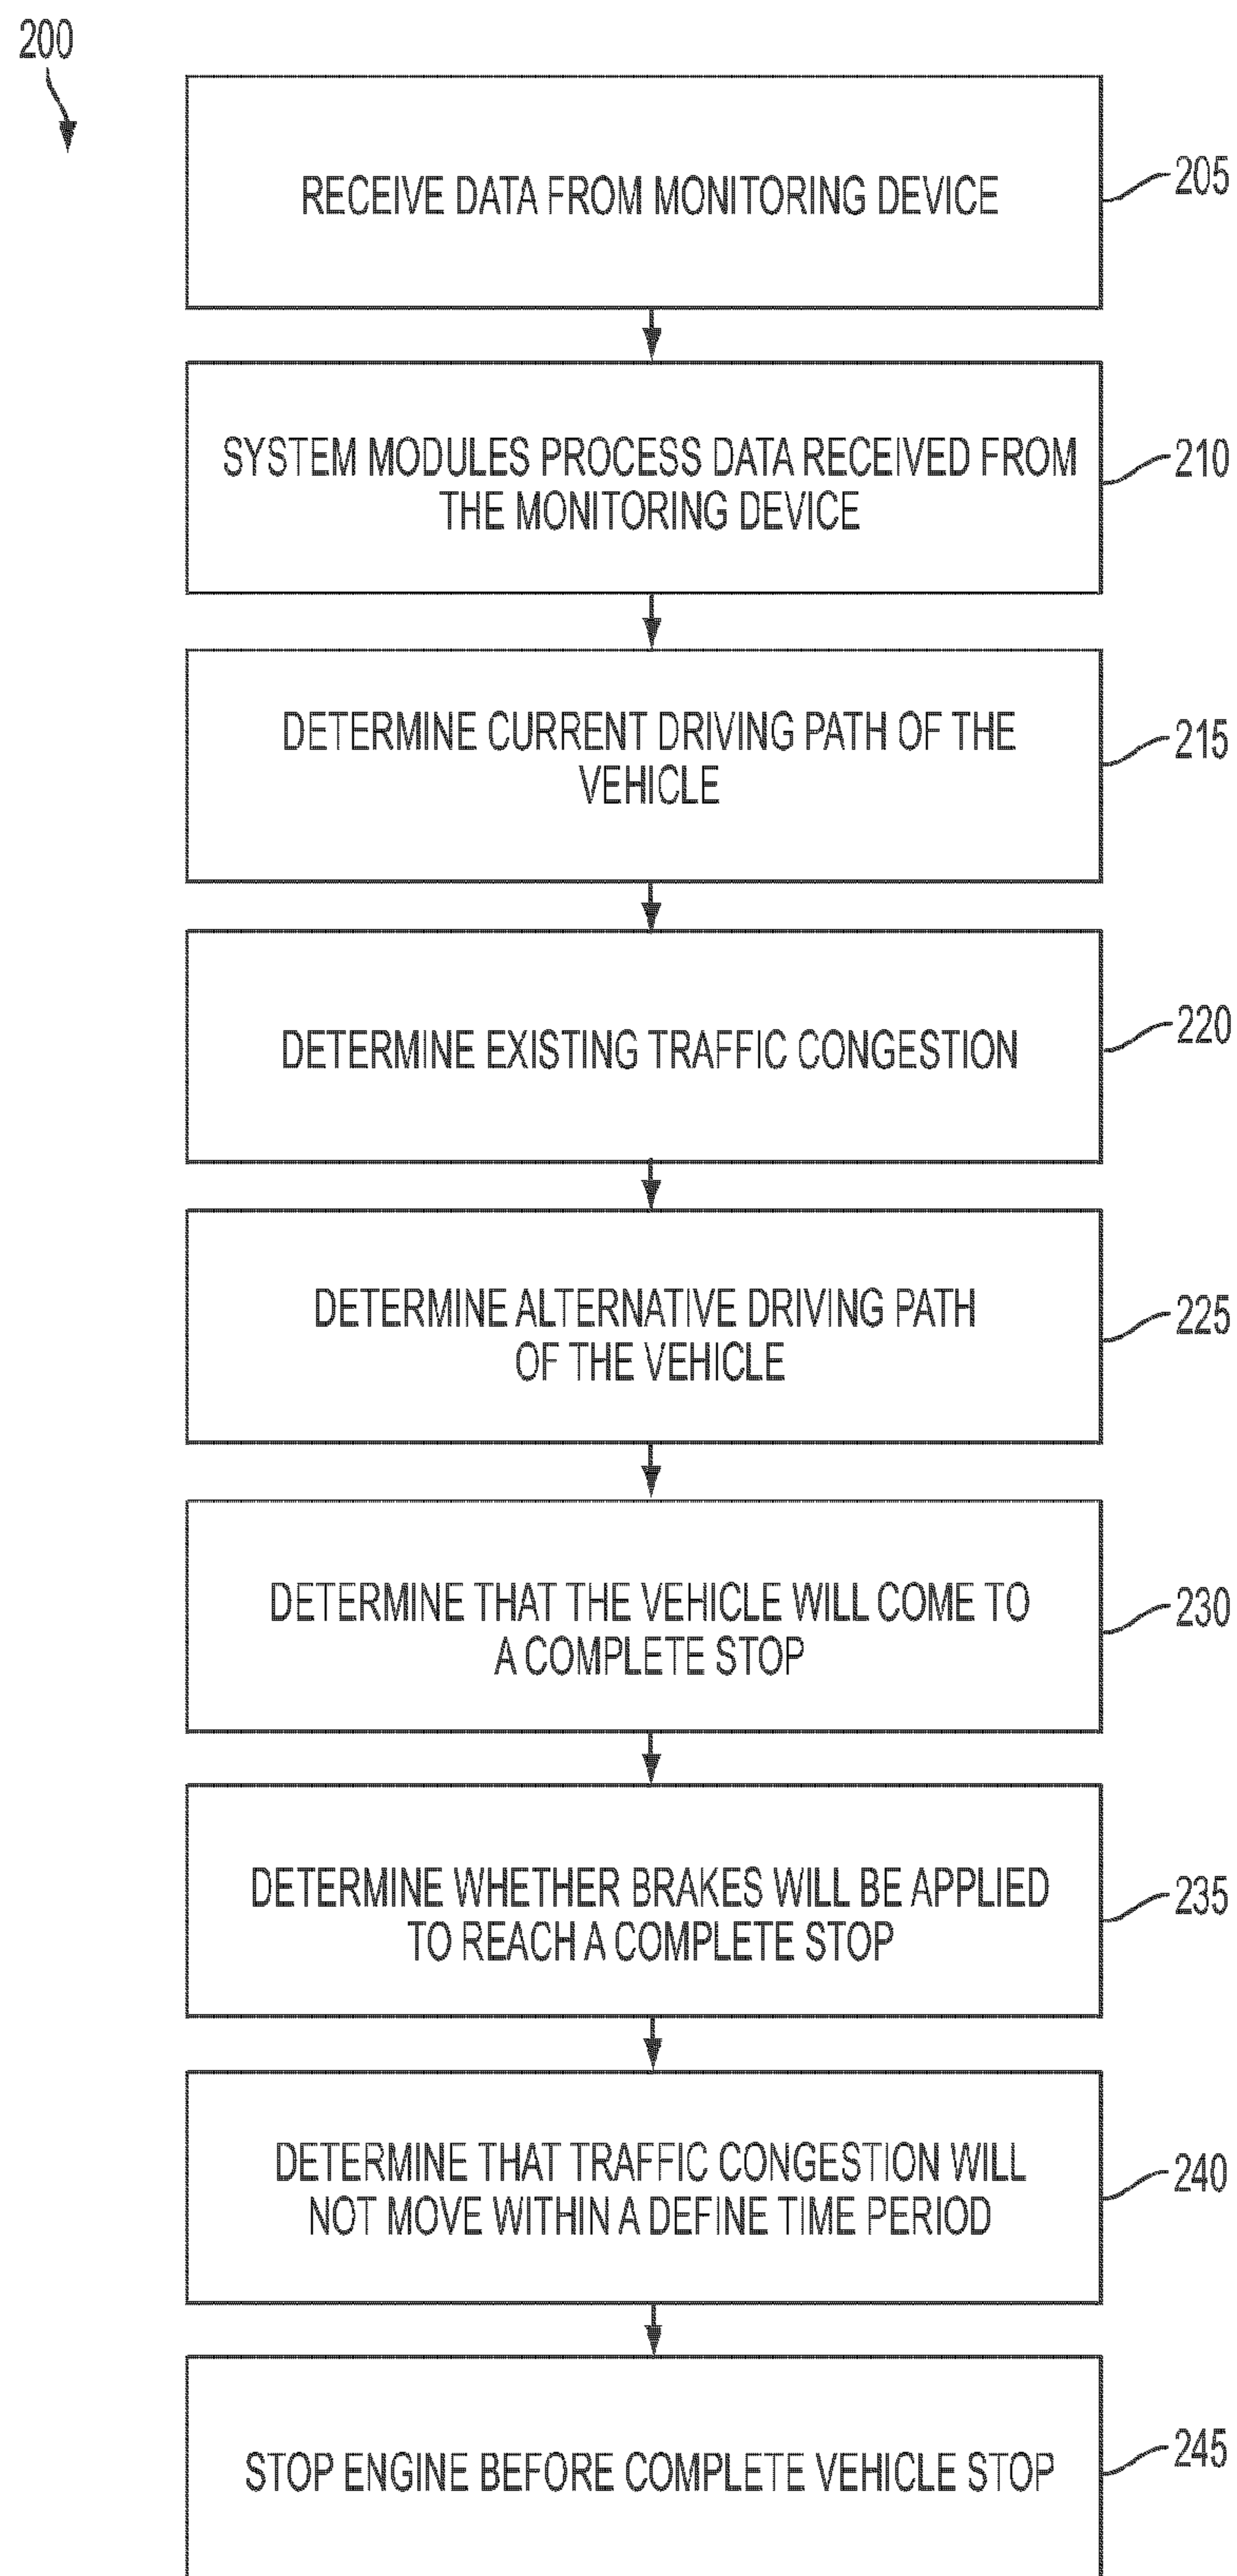 200
RECEIVE DATA FROM MONITORING DEVICE
205
SYSTEM MODULES PROCESS DATA RECEIVED FROM
THE MONITORING DEVICE
210
DETERMINE CURRENT DRIVING PATH OF THE
VEHICLE
215
DETERMINE EXISTING TRAFFIC CONGESTION
220
DETERMINE ALTERNATIVE DRIVING PATH
OF THE VEHICLE
225
DETERMINE THAT THE VEHICLE WILL COME TO
A COMPLETE STOP
230
DETERMINE WHETHER BRAKES WILL BE APPLIED
TO REACH A COMPLETE STOP
235
DETERMINE THAT TRAFFIC CONGESTION WILL
NOT MOVE WITHIN A DEFINE TIME PERIOD
240
STOP ENGINE BEFORE COMPLETE VEHICLE STOP
245